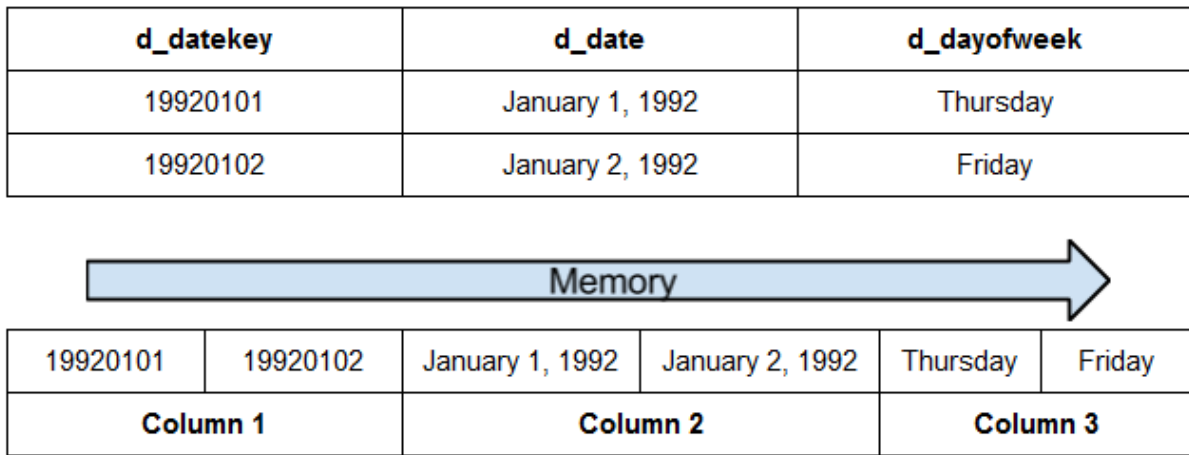 d_datekey d_date d_dayofweek
19920101 January 1, 1992 Thursday
19920102 January 2, 1992 Friday
Memory
19920101 19920102 January 1, 1992 January 2, 1992 Thursday Friday
Column 1 Column 2 Column 3